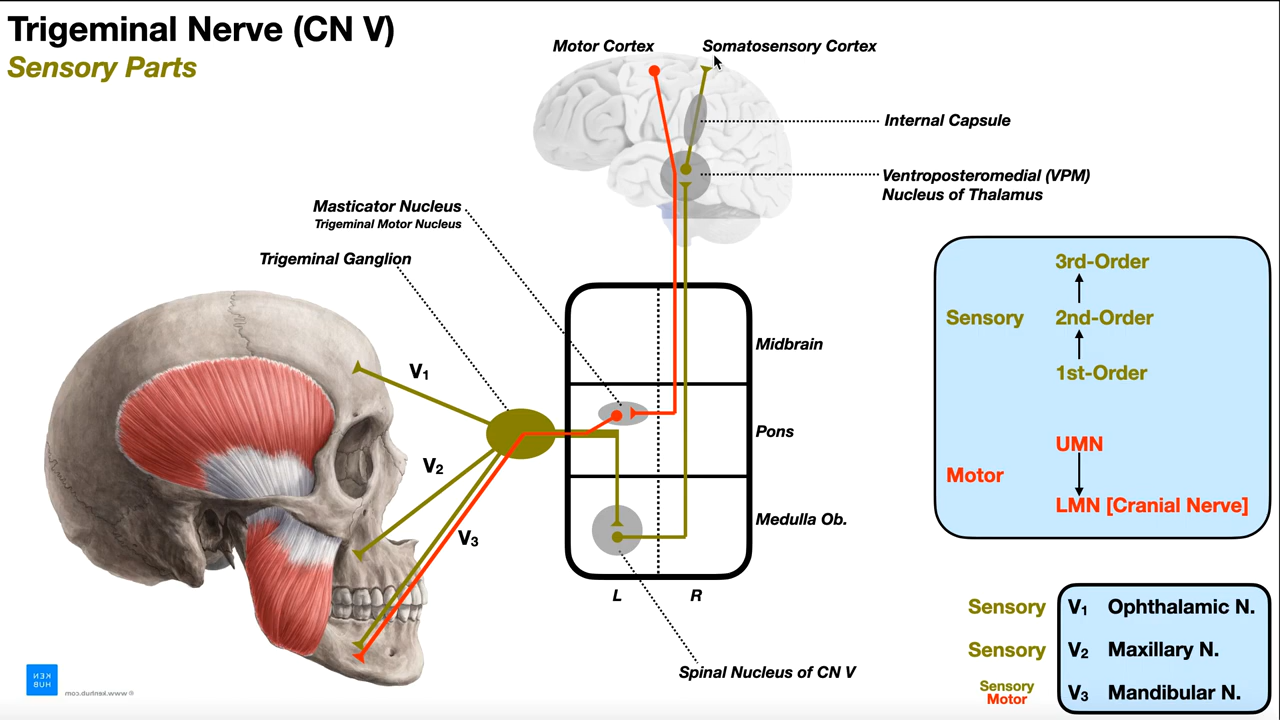 Trigeminal Nerve (CN V)
Sensory Parts
Motor Cortex
Somatosensory Cortex
Internal Capsule
Ventroposteromedial (VPM)
Nucleus of Thalamus
Masticator Nucleus
Trigeminal Motor Nucleus
Trigeminal Ganglion
V1
V2
V3
Midbrain
Pons
Medulla Ob.
L R
Spinal Nucleus of CN V
3rd-Order
Sensory 2nd-Order
1st-Order
UMN
Motor
LMN [Cranial Nerve]
Sensory V1 Ophthalamic N.
Sensory V2 Maxillary N.
Sensory
Motor
V3 Mandibular N.
KEN
HUB
© www.kenhub.com